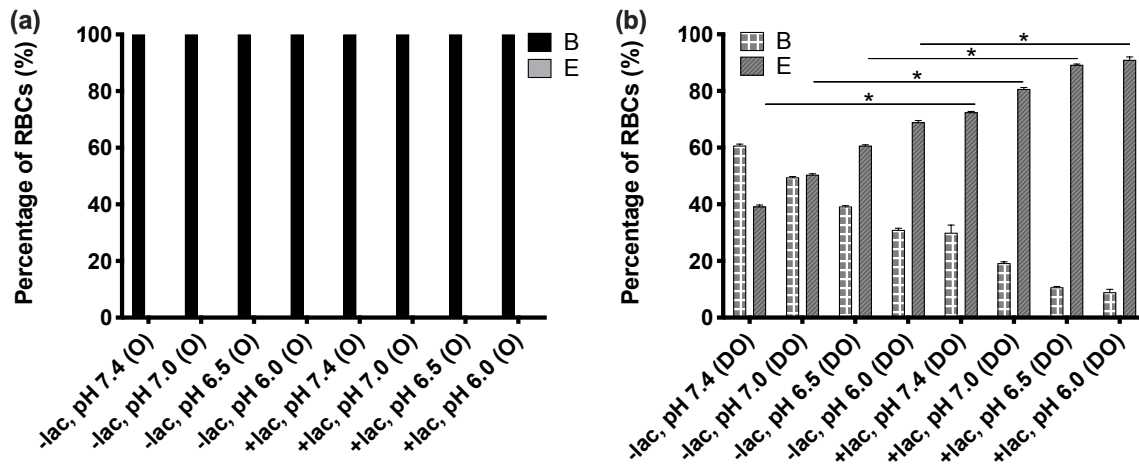 (a)
Percentage of RBCs (%)
100
80
60
40
20
0
B
E
-lac, pH 7.4 (O)
-lac, pH 7.0 (O)
-lac, pH 6.5 (O)
-lac, pH 6.0 (O)
+lac, pH 7.4 (O)
+lac, pH 7.0 (O)
+lac, pH 6.5 (O)
+lac, pH 6.0 (O)
(b)
Percentage of RBCs (%)
100
80
60
40
20
0
B
E
*
*
*
*
-lac, pH 7.4 (DO)
-lac, pH 7.0 (DO)
-lac, pH 6.5 (DO)
-lac, pH 6.0 (DO)
+lac, pH 7.4 (DO)
+lac, pH 7.0 (DO)
+lac, pH 6.5 (DO)
+lac, pH 6.0 (DO)